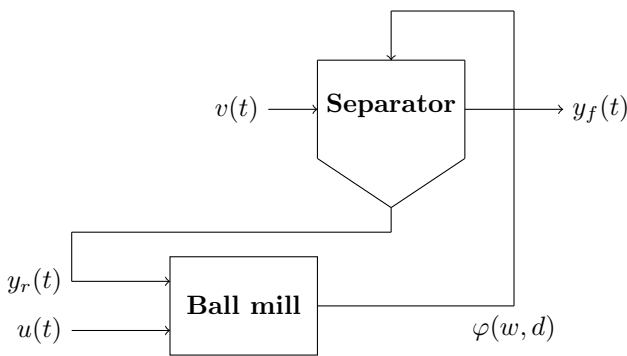 Separator
v(t)
y_f(t)
y_r(t)
Ball mill
u(t)
φ(w, d)